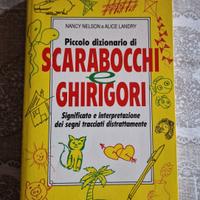 NANCY NELSON e ALICE LANDRY
Piccolo dizionario di
SCARABOCCHI
e
GHIRIGORI
Significato e interpretazione
dei segni tracciati distrattamente